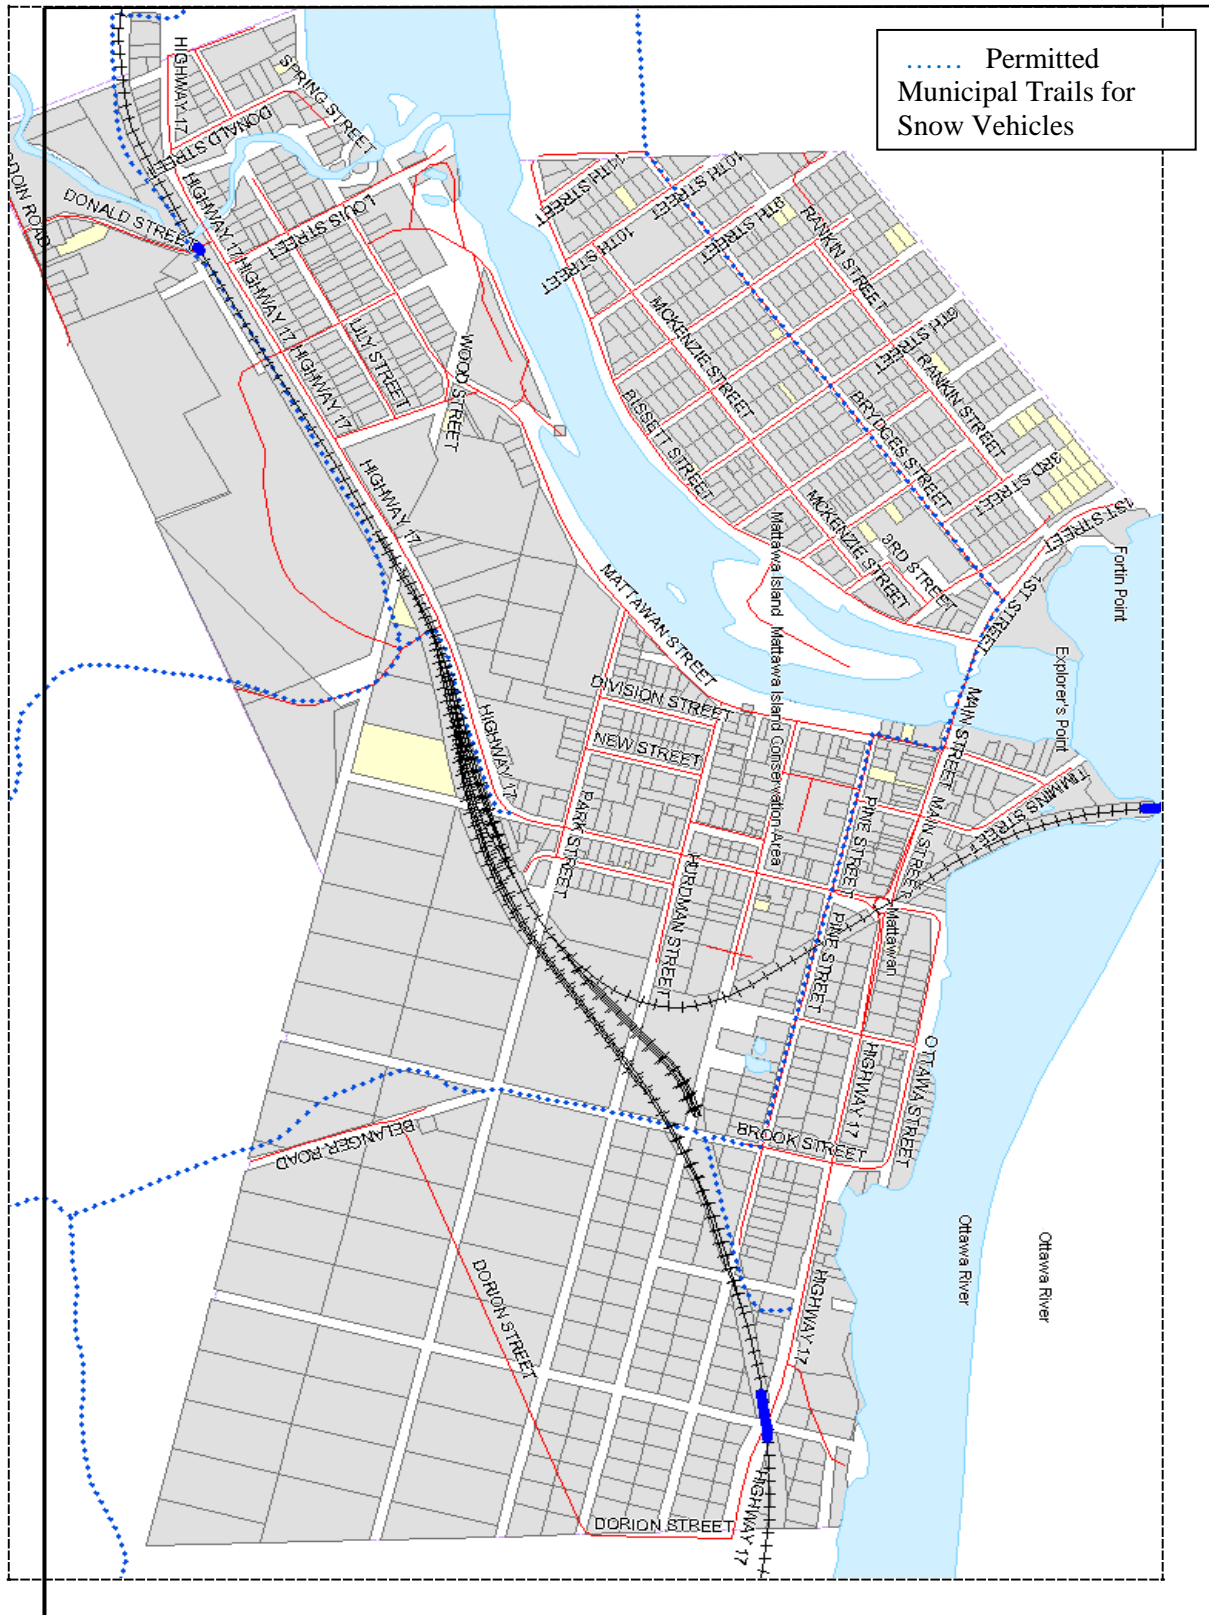 ...... Permitted
Municipal Trails for
Snow Vehicles
HIGHWAY 17
SPRING STREET
DONALD STREET
DONALD STREET
HIGHWAY 17
LOUIS STREET
HIGHWAY 17
HIGHWAY 17
LILY STREET
WOOD STREET
HIGHWAY 17
11TH STREET
10TH STREET
10TH STREET
9TH STREET
RANKIN STREET
MCKENZIE STREET
6TH STREET
RANKIN STREET
BRYDGES STREET
BISSETT STREET
3RD STREET
MCKENZIE STREET
3RD STREET
1ST STREET
1ST STREET
Fortin Point
Explorer's Point
Mattawa Island
Mattawa Island Conservation Area
MATTAWAN STREET
DIVISION STREET
NEW STREET
HIGHWAY 17
PARK STREET
HURDMAN STREET
MAIN STREET
MAIN STREET
TIMMINS STREET
PINE STREET
PINE STREET
Mattawan
OTTAWA STREET
HIGHWAY 17
BROOK STREET
BELANGER ROAD
DORION STREET
HIGHWAY 17
Ottawa River
Ottawa River
DORION STREET
HIGHWAY 17